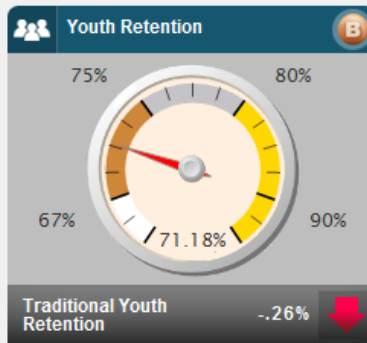 Youth Retention B
75% 80%
67% 90%
71.18%
Traditional Youth
Retention -.26%